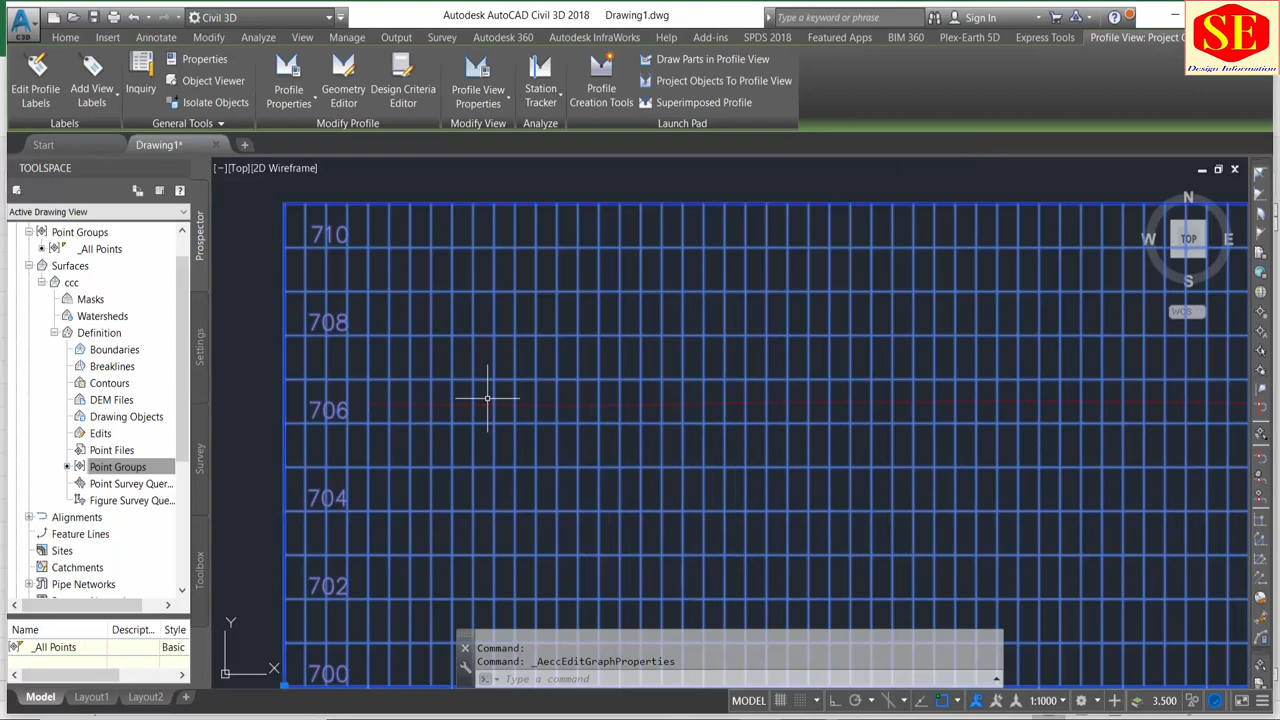 C3D
Civil 3D
Autodesk AutoCAD Civil 3D 2018 Drawing1.dwg
Type a keyword or phrase
Sign In
SE
Design Information
Home Insert Annotate Modify Analyze View Manage Output Survey Autodesk 360 Autodesk InfraWorks Help Add-ins SPDS 2018 Featured Apps BIM 360 Plex-Earth 5X Express Tools Profile View: Project C
Edit Profile Labels
Add View Labels
Labels
Inquiry
Properties
Object Viewer
Isolate Objects
General Tools
Profile Properties
Geometry Editor
Design Criteria Editor
Modify Profile
Profile View Properties
Modify View
Station Tracker
Analyze
Profile Creation Tools
Draw Parts in Profile View
Project Objects To Profile View
Superimposed Profile
Launch Pad
Start
Drawing1*
TOOLSPACE
Active Drawing View
Point Groups
_All Points
Surfaces
ccc
Masks
Watersheds
Definition
Boundaries
Breaklines
Contours
DEM Files
Drawing Objects
Edits
Point Files
Point Groups
Point Survey Quer...
Figure Survey Que...
Alignments
Feature Lines
Sites
Catchments
Pipe Networks
Prospector
Settings
Survey
Toolbox
Name Descript... Style
_All Points Basic
[−][Top][2D Wireframe]
710
708
706
704
702
700
N
W TOP E
S
WCS
Y
X
Command:
Command: _AeccEditGraphProperties
Type a command
Model Layout1 Layout2
MODEL
1:1000
3.500